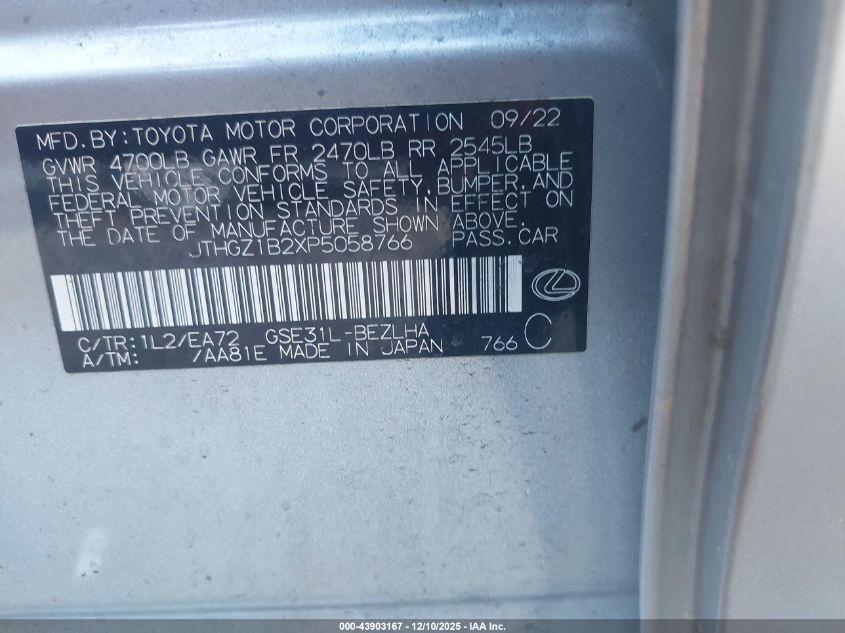 MFD.BY:TOYOTA MOTOR CORPORATION 09/22
GVWR 4700LB GAWR FR 2470LB RR 2545LB
THIS VEHICLE CONFORMS TO ALL APPLICABLE
FEDERAL MOTOR VEHICLE SAFETY,BUMPER,AND
THEFT PREVENTION STANDARDS IN EFFECT ON
THE DATE OF MANUFACTURE SHOWN ABOVE.
JTHGZ1B2XP5058766 PASS.CAR
C/TR:1L2/EA72 GSE31L-BEZLHA
A/TM: /AA81E MADE IN JAPAN 766 C
000-43903167 - 12/10/2025 - IAA Inc.